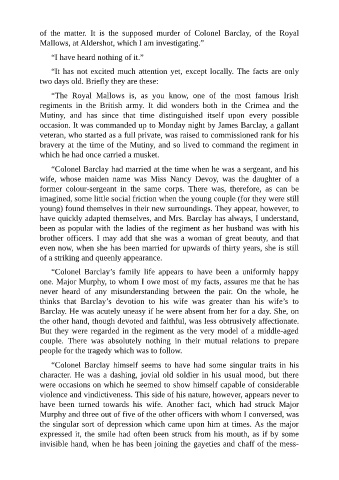 of the matter. It is the supposed murder of Colonel Barclay, of the Royal
Mallows, at Aldershot, which I am investigating.”
“I have heard nothing of it.”
“It has not excited much attention yet, except locally. The facts are only
two days old. Briefly they are these:
“The Royal Mallows is, as you know, one of the most famous Irish
regiments in the British army. It did wonders both in the Crimea and the
Mutiny, and has since that time distinguished itself upon every possible
occasion. It was commanded up to Monday night by James Barclay, a gallant
veteran, who started as a full private, was raised to commissioned rank for his
bravery at the time of the Mutiny, and so lived to command the regiment in
which he had once carried a musket.
“Colonel Barclay had married at the time when he was a sergeant, and his
wife, whose maiden name was Miss Nancy Devoy, was the daughter of a
former colour-sergeant in the same corps. There was, therefore, as can be
imagined, some little social friction when the young couple (for they were still
young) found themselves in their new surroundings. They appear, however, to
have quickly adapted themselves, and Mrs. Barclay has always, I understand,
been as popular with the ladies of the regiment as her husband was with his
brother officers. I may add that she was a woman of great beauty, and that
even now, when she has been married for upwards of thirty years, she is still
of a striking and queenly appearance.
“Colonel Barclay’s family life appears to have been a uniformly happy
one. Major Murphy, to whom I owe most of my facts, assures me that he has
never heard of any misunderstanding between the pair. On the whole, he
thinks that Barclay’s devotion to his wife was greater than his wife’s to
Barclay. He was acutely uneasy if he were absent from her for a day. She, on
the other hand, though devoted and faithful, was less obtrusively affectionate.
But they were regarded in the regiment as the very model of a middle-aged
couple. There was absolutely nothing in their mutual relations to prepare
people for the tragedy which was to follow.
“Colonel Barclay himself seems to have had some singular traits in his
character. He was a dashing, jovial old soldier in his usual mood, but there
were occasions on which he seemed to show himself capable of considerable
violence and vindictiveness. This side of his nature, however, appears never to
have been turned towards his wife. Another fact, which had struck Major
Murphy and three out of five of the other officers with whom I conversed, was
the singular sort of depression which came upon him at times. As the major
expressed it, the smile had often been struck from his mouth, as if by some
invisible hand, when he has been joining the gayeties and chaff of the mess-